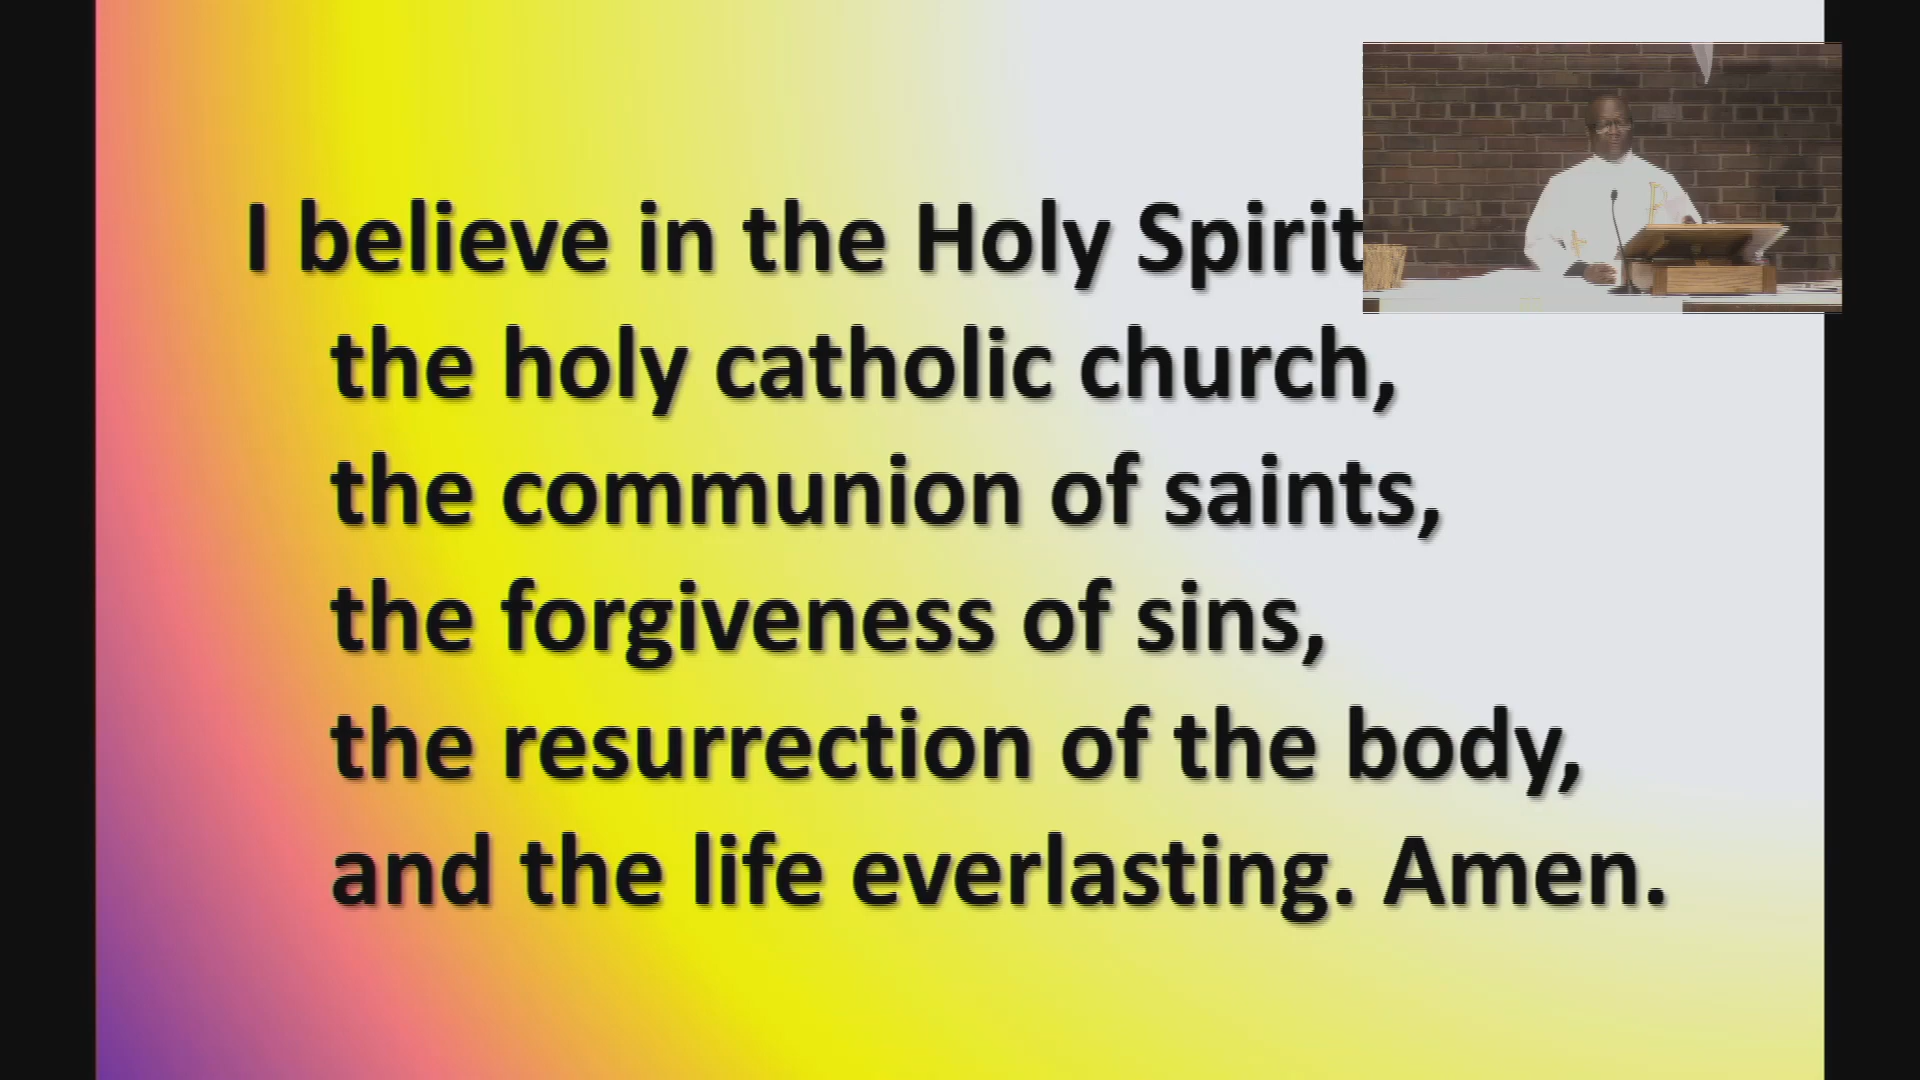 I believe in the Holy Spirit
the holy catholic church,
the communion of saints,
the forgiveness of sins,
the resurrection of the body,
and the life everlasting. Amen.